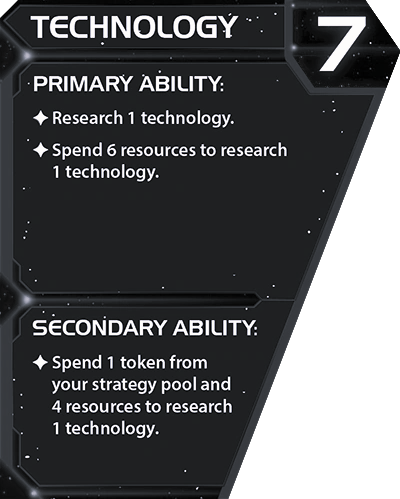 TECHNOLOGY
7
PRIMARY ABILITY:
Research 1 technology.
Spend 6 resources to research
1 technology.
SECONDARY ABILITY:
Spend 1 token from
your strategy pool and
4 resources to research
1 technology.